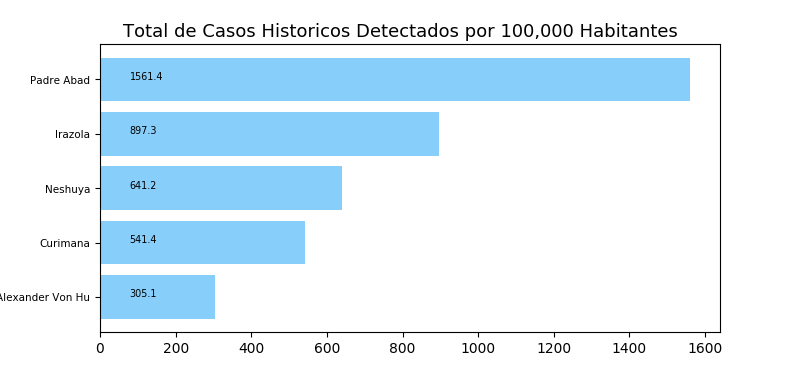 Total de Casos Historicos Detectados por 100,000 Habitantes
Padre Abad
1561.4
Irazola
897.3
Neshuya
641.2
Curimana
541.4
Alexander Von Hu
305.1
0 200 400 600 800 1000 1200 1400 1600